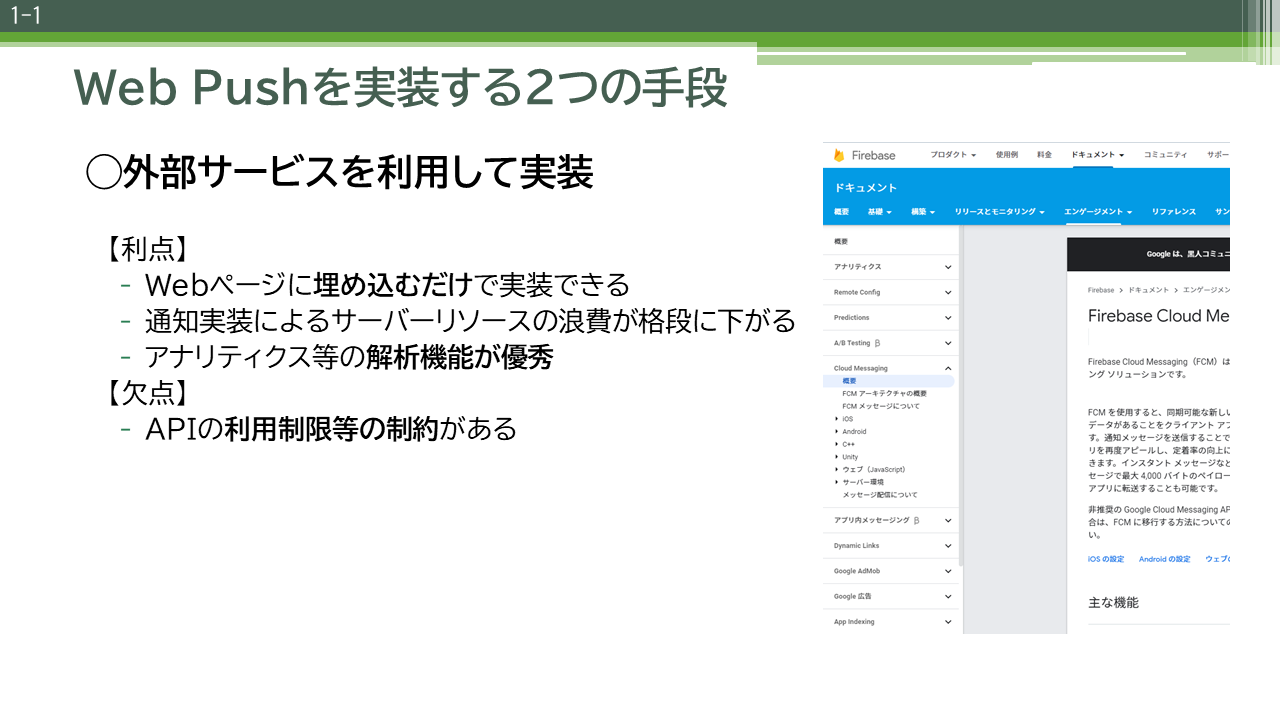 1-1
Web Pushを実装する2つの手段
◯外部サービスを利用して実装
【利点】
- Webページに埋め込むだけで実装できる
- 通知実装によるサーバーリソースの浪費が格段に下がる
- アナリティクス等の解析機能が優秀
【欠点】
- APIの利用制限等の制約がある
Firebase プロダクト 使用例 料金 ドキュメント コミュニティ サポー
ドキュメント
概要 基礎 構築 リリースとモニタリング エンゲージメント リファレンス サン
概要
アナリティクス
Remote Config
Predictions
A/B Testing β
Cloud Messaging
概要
FCM アーキテクチャの概要
FCM メッセージについて
iOS
Android
C++
Unity
ウェブ（JavaScript）
サーバー環境
メッセージ配信について
アプリ内メッセージング β
Dynamic Links
Google AdMob
Google 広告
App Indexing
Google は、黒人コミュニ
Firebase > ドキュメント > エンゲージメン
Firebase Cloud Me
Firebase Cloud Messaging（FCM）は
ング ソリューションです。
FCM を使用すると、同期可能な新しい
データがあることをクライアント アプ
す。通知メッセージを送信することで
リを再度アピールし、定着率の向上に
きます。インスタント メッセージなど
セージで最大 4,000 バイトのペイロー
アプリに転送することも可能です。
非推奨の Google Cloud Messaging AP
合は、FCM に移行する方法についての
い。
iOS の設定 Android の設定 ウェブの
主な機能